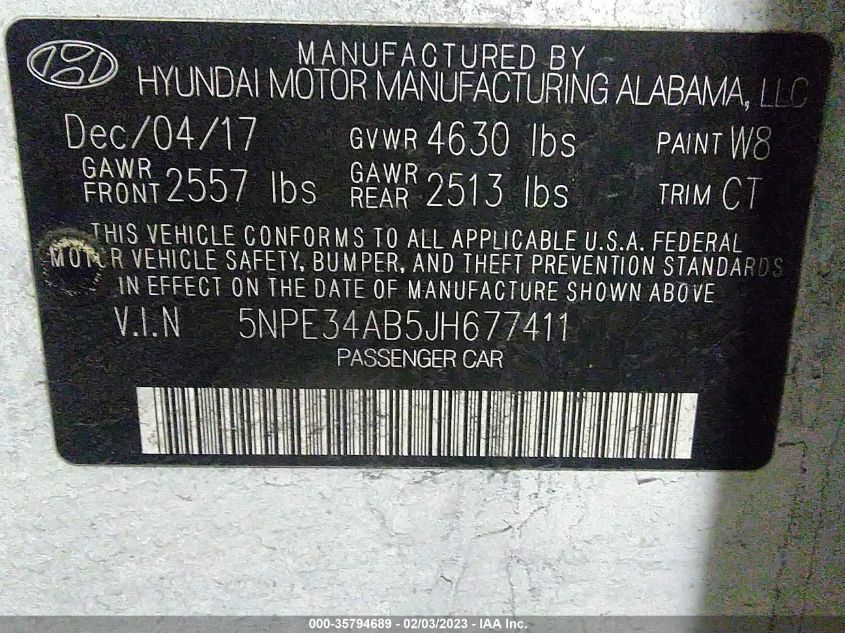 MANUFACTURED BY
HYUNDAI MOTOR MANUFACTURING ALABAMA, LLC
Dec/04/17 GVWR 4630 lbs PAINT W8
GAWR FRONT 2557 lbs GAWR REAR 2513 lbs TRIM CT
THIS VEHICLE CONFORMS TO ALL APPLICABLE U.S.A. FEDERAL
MOTOR VEHICLE SAFETY, BUMPER, AND THEFT PREVENTION STANDARDS
IN EFFECT ON THE DATE OF MANUFACTURE SHOWN ABOVE
V.I.N 5NPE34AB5JH677411
PASSENGER CAR
000-35794689 - 02/03/2023 - IAA Inc.